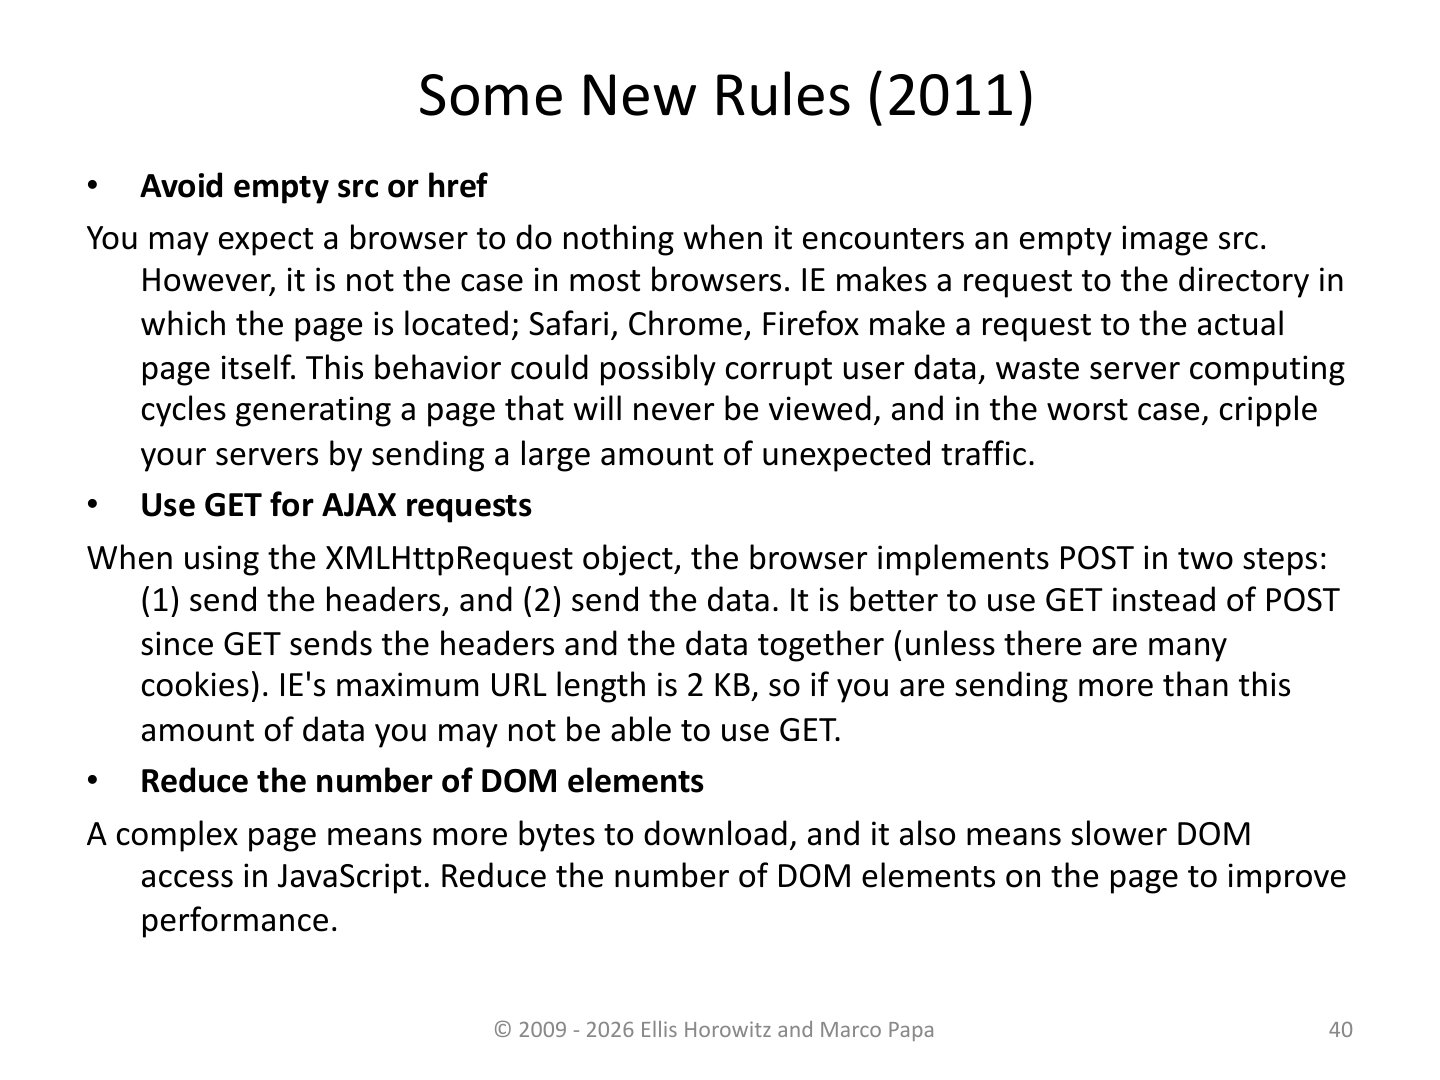 Some New Rules (2011)
• Avoid empty src or href
You may expect a browser to do nothing when it encounters an empty image src.
However, it is not the case in most browsers. IE makes a request to the directory in
which the page is located; Safari, Chrome, Firefox make a request to the actual
page itself. This behavior could possibly corrupt user data, waste server computing
cycles generating a page that will never be viewed, and in the worst case, cripple
your servers by sending a large amount of unexpected traffic.
• Use GET for AJAX requests
When using the XMLHttpRequest object, the browser implements POST in two steps:
(1) send the headers, and (2) send the data. It is better to use GET instead of POST
since GET sends the headers and the data together (unless there are many
cookies). IE's maximum URL length is 2 KB, so if you are sending more than this
amount of data you may not be able to use GET.
• Reduce the number of DOM elements
A complex page means more bytes to download, and it also means slower DOM
access in JavaScript. Reduce the number of DOM elements on the page to improve
performance.
© 2009 - 2026 Ellis Horowitz and Marco Papa
40